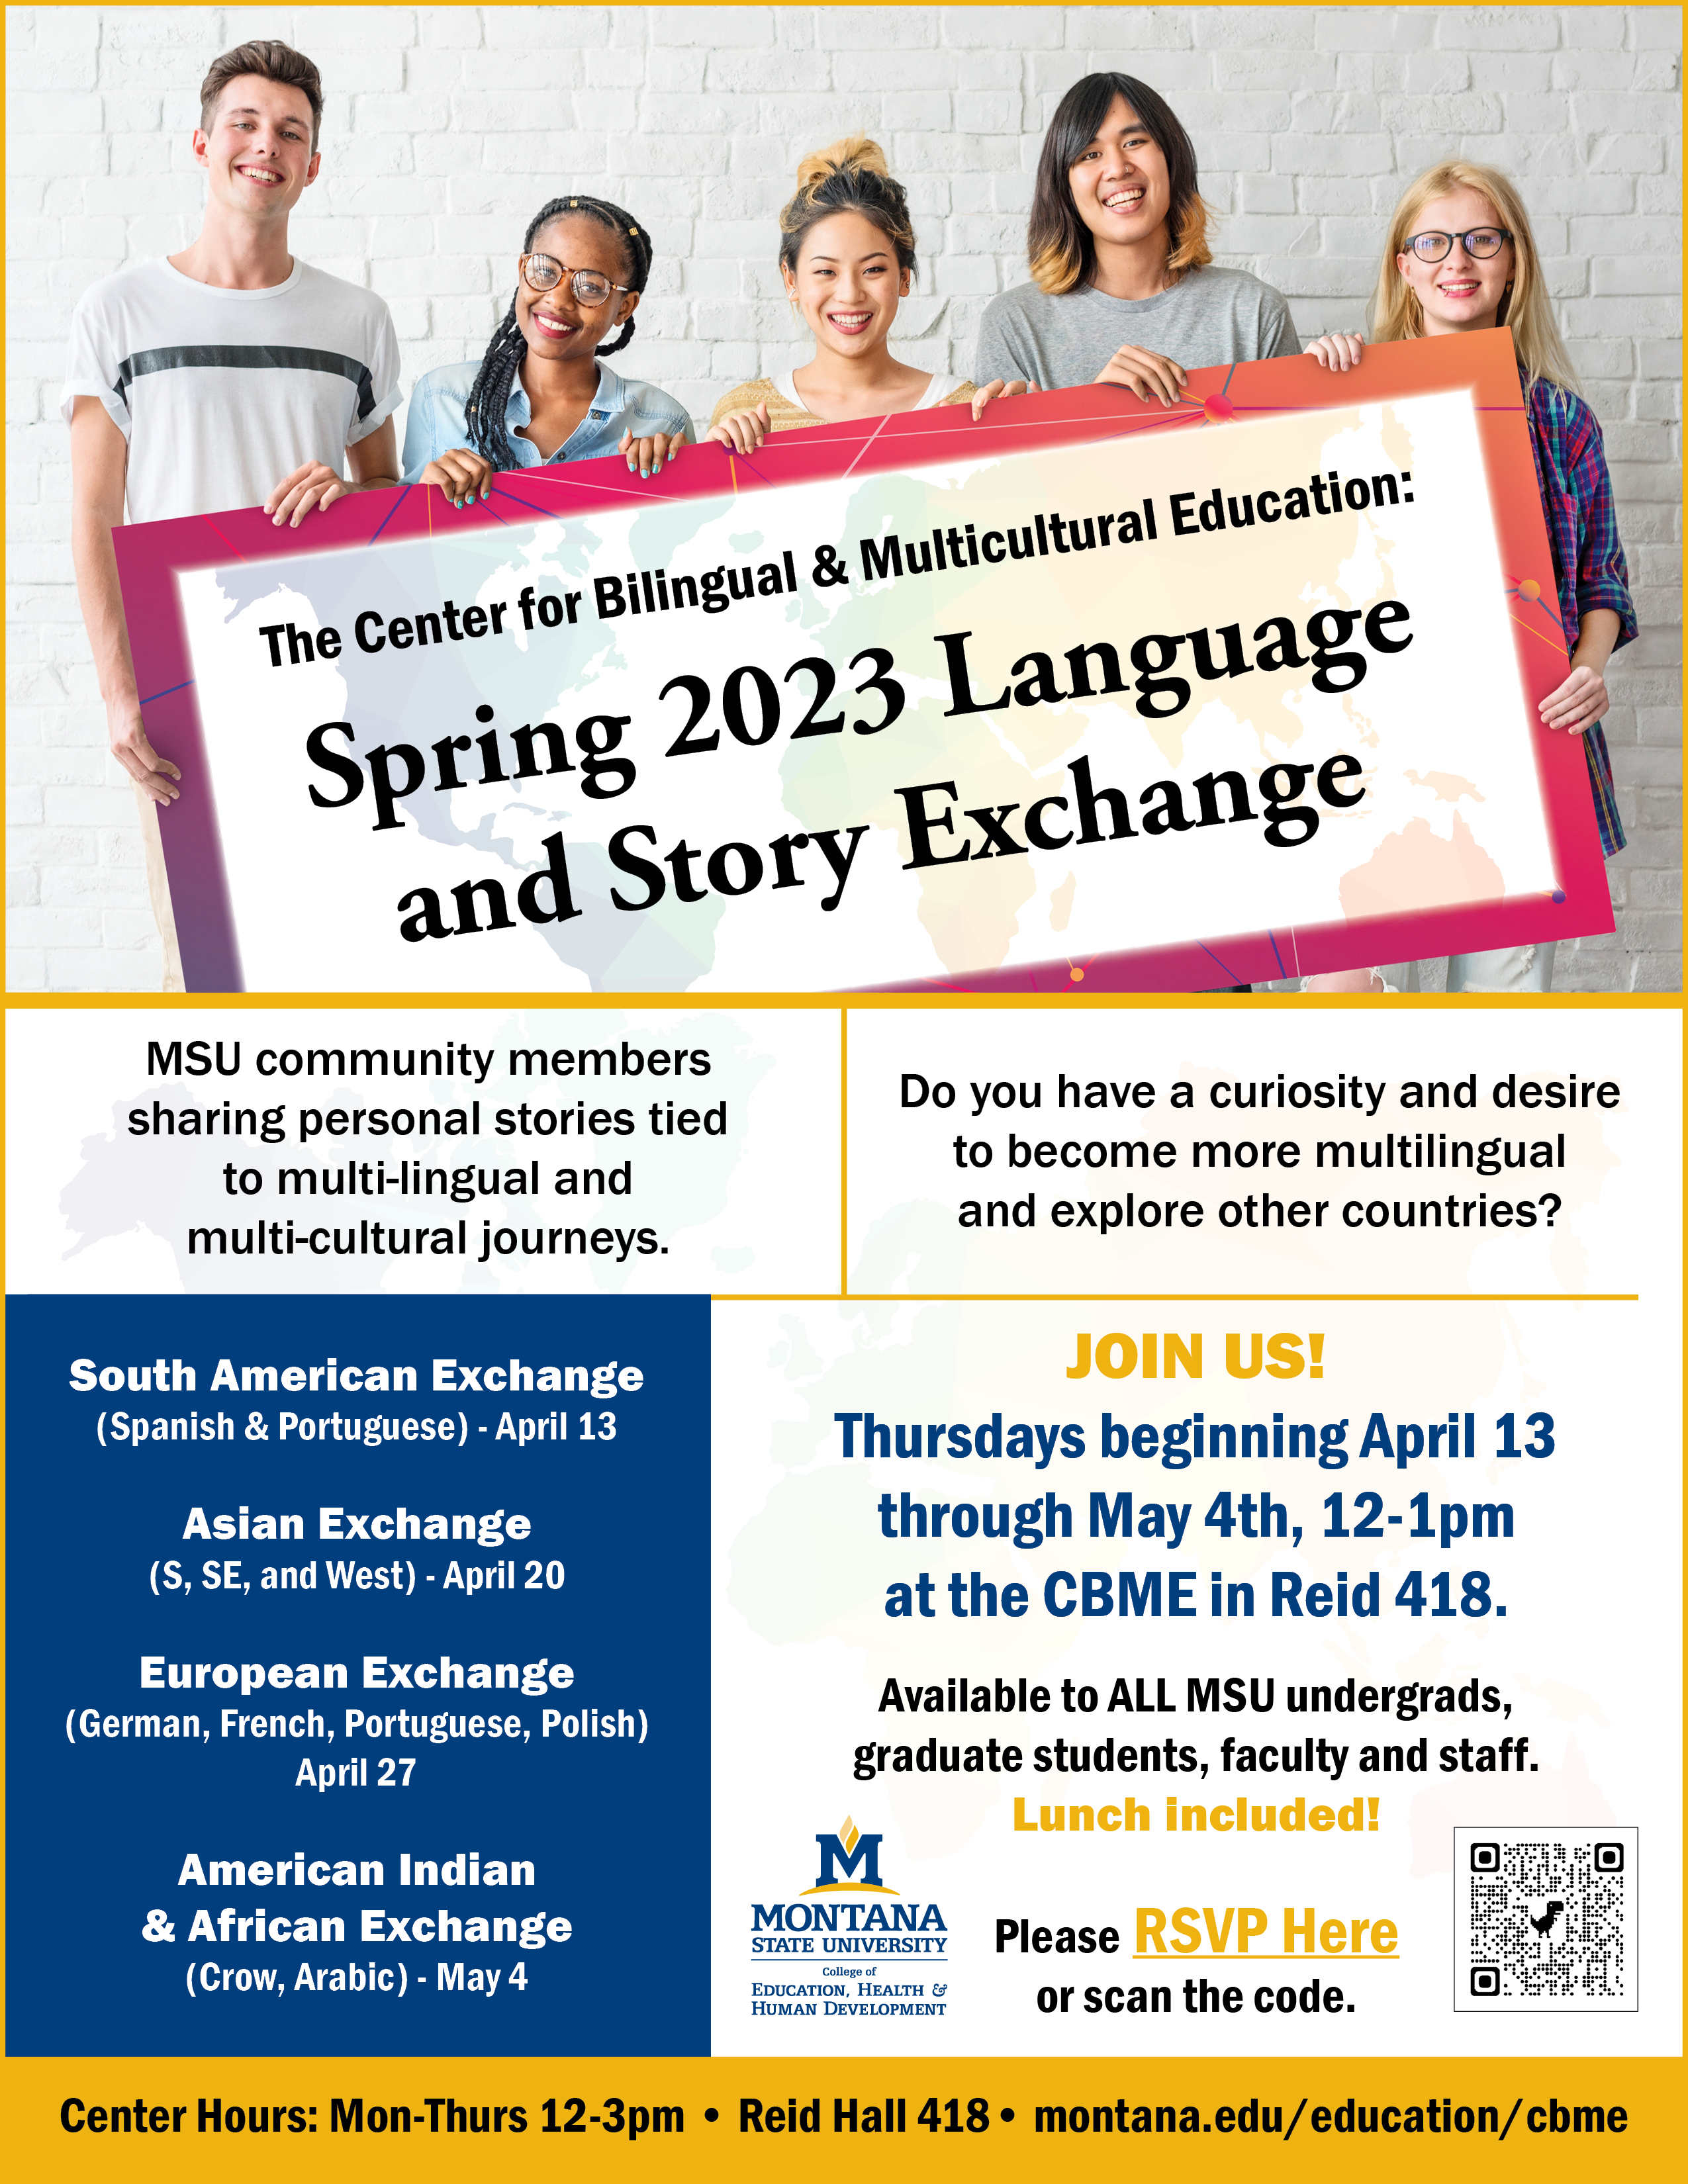 The Center for Bilingual & Multicultural Education:
Spring 2023 Language
and Story Exchange
MSU community members
sharing personal stories tied
to multi-lingual and
multi-cultural journeys.
Do you have a curiosity and desire
to become more multilingual
and explore other countries?
South American Exchange
(Spanish & Portuguese) - April 13
Asian Exchange
(S, SE, and West) - April 20
European Exchange
(German, French, Portuguese, Polish)
April 27
American Indian
& African Exchange
(Crow, Arabic) - May 4
JOIN US!
Thursdays beginning April 13
through May 4th, 12-1pm
at the CBME in Reid 418.
Available to ALL MSU undergrads,
graduate students, faculty and staff.
Lunch included!
M
MONTANA
STATE UNIVERSITY
College of
EDUCATION, HEALTH &
HUMAN DEVELOPMENT
Please RSVP Here
or scan the code.
Center Hours: Mon-Thurs 12-3pm • Reid Hall 418 • montana.edu/education/cbme